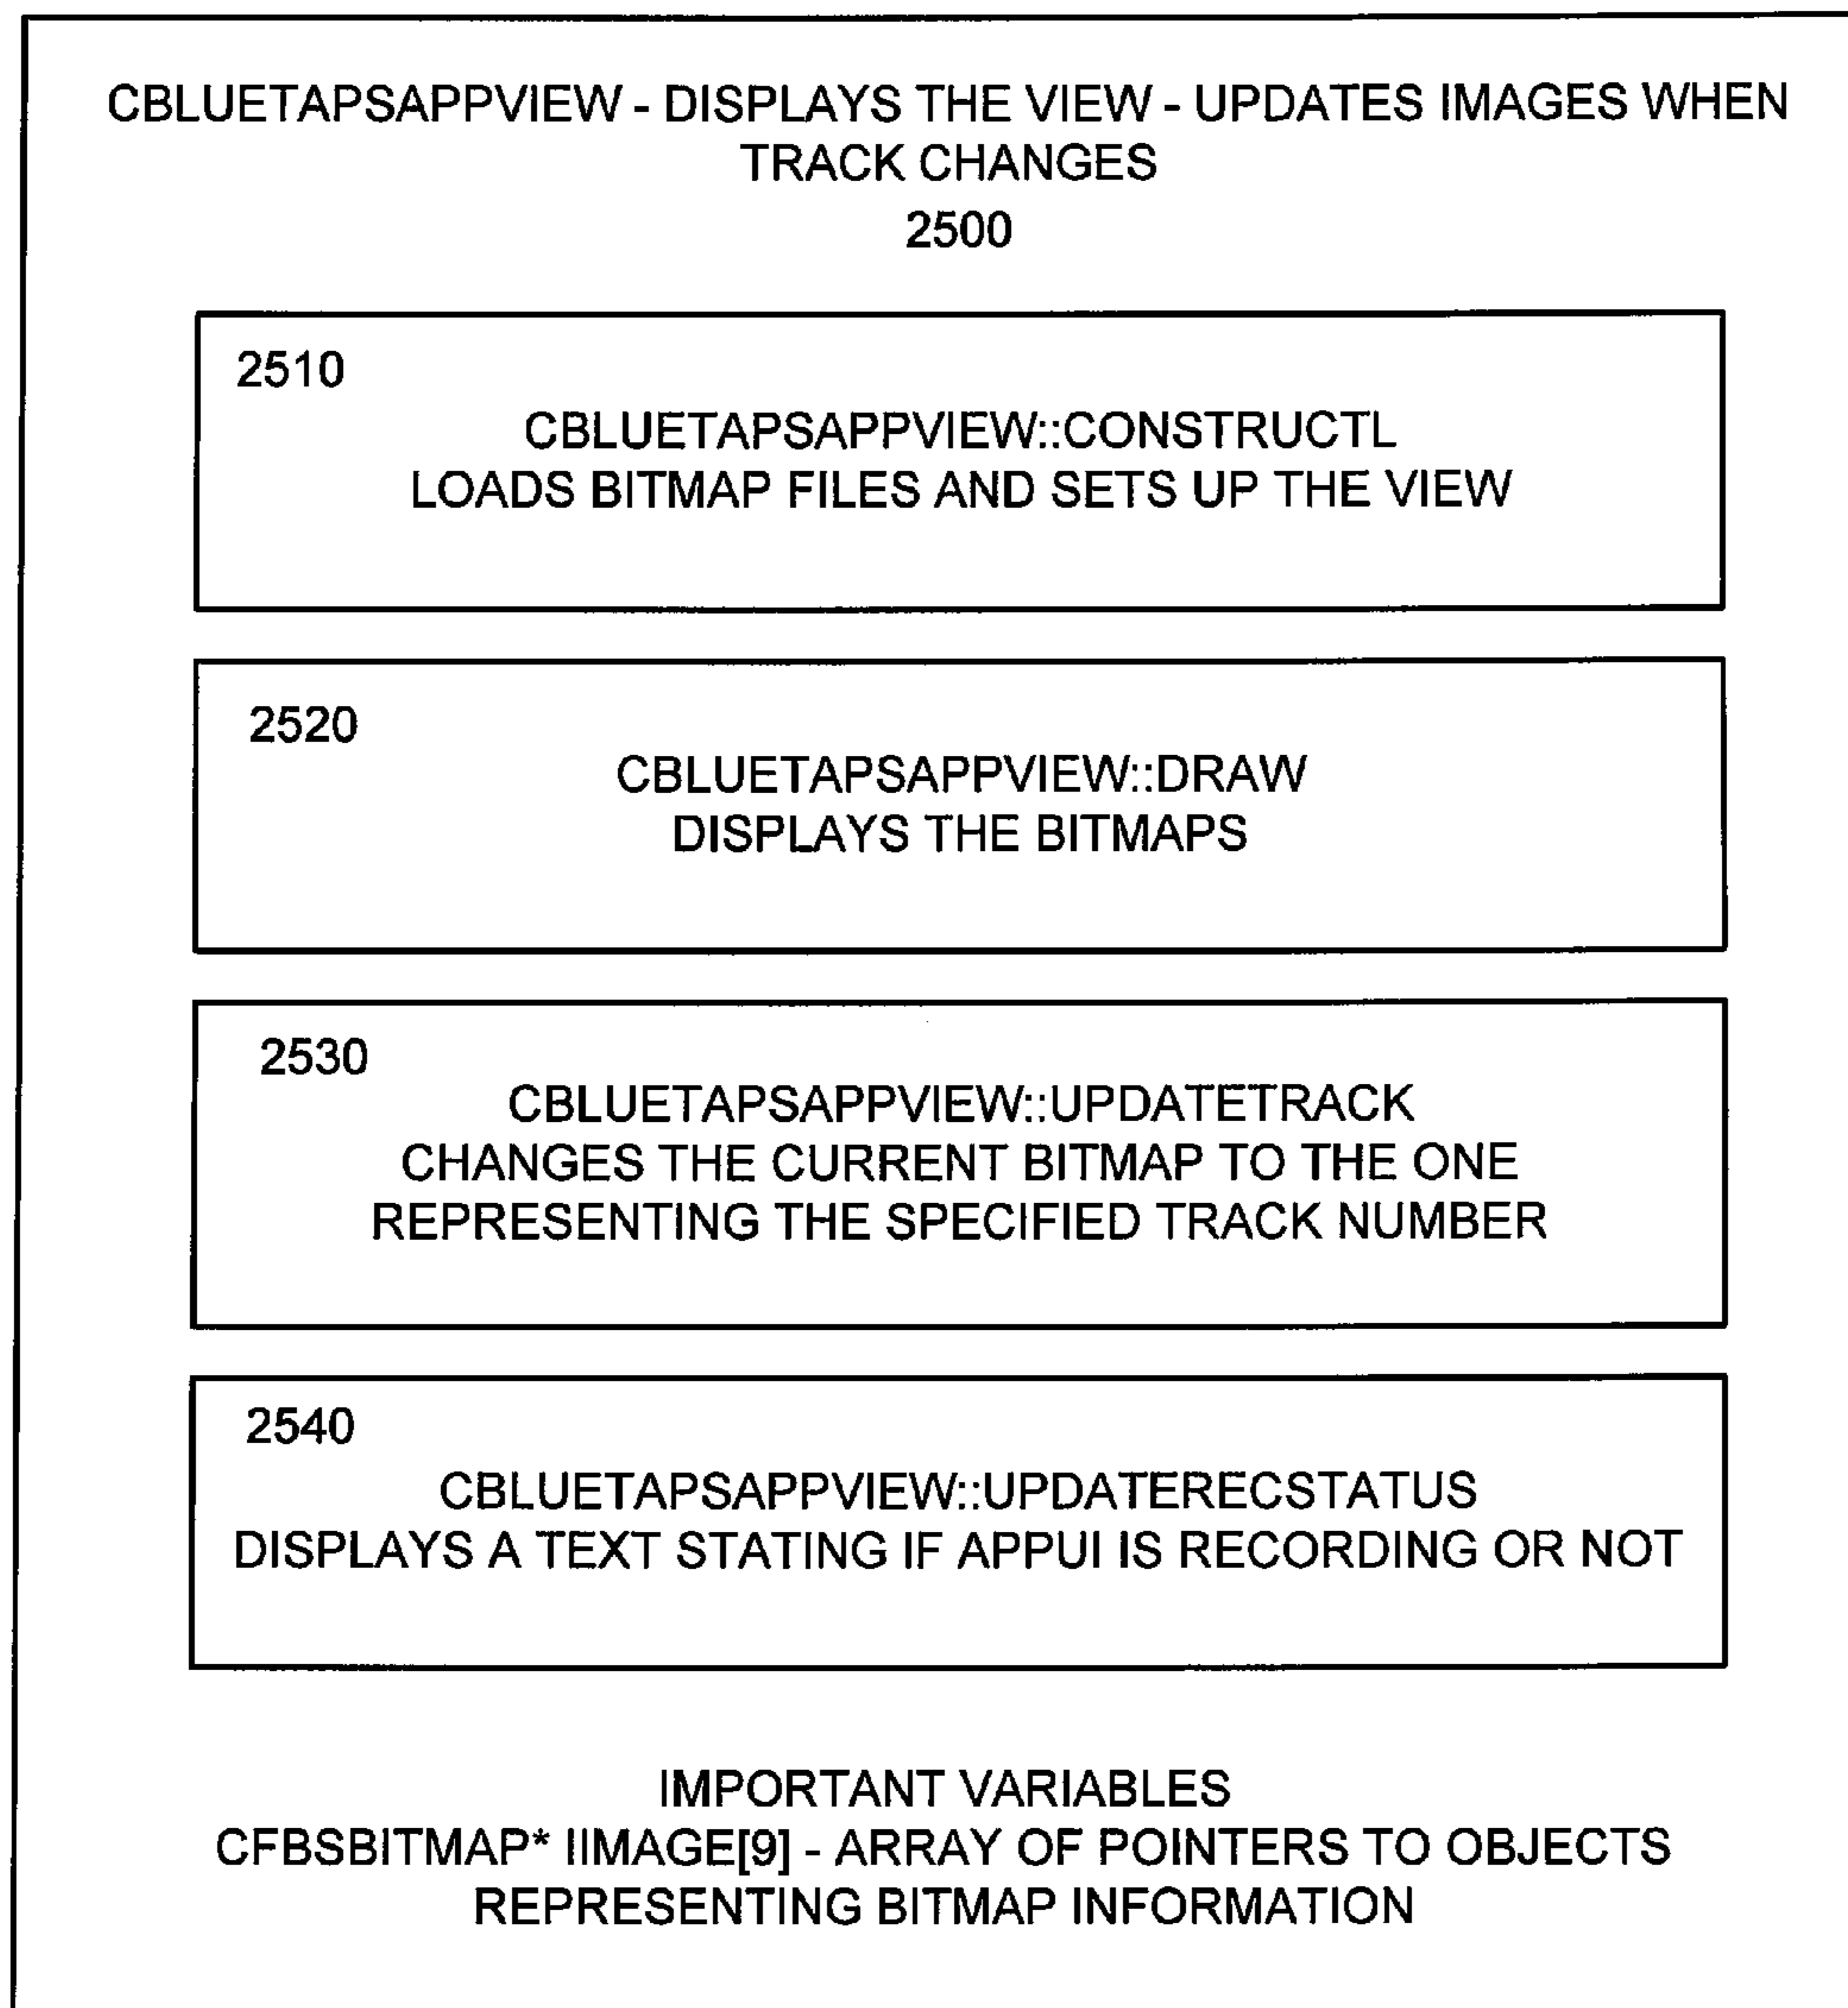 CBLUETAPSAPPVIEW - DISPLAYS THE VIEW - UPDATES IMAGES WHEN
TRACK CHANGES
2500
2510
CBLUETAPSAPPVIEW::CONSTRUCTL
LOADS BITMAP FILES AND SETS UP THE VIEW
2520
CBLUETAPSAPPVIEW::DRAW
DISPLAYS THE BITMAPS
2530
CBLUETAPSAPPVIEW::UPDATETRACK
CHANGES THE CURRENT BITMAP TO THE ONE
REPRESENTING THE SPECIFIED TRACK NUMBER
2540
CBLUETAPSAPPVIEW::UPDATERECSTATUS
DISPLAYS A TEXT STATING IF APPUI IS RECORDING OR NOT
IMPORTANT VARIABLES
CFBSBITMAP* IIMAGE[9] - ARRAY OF POINTERS TO OBJECTS
REPRESENTING BITMAP INFORMATION